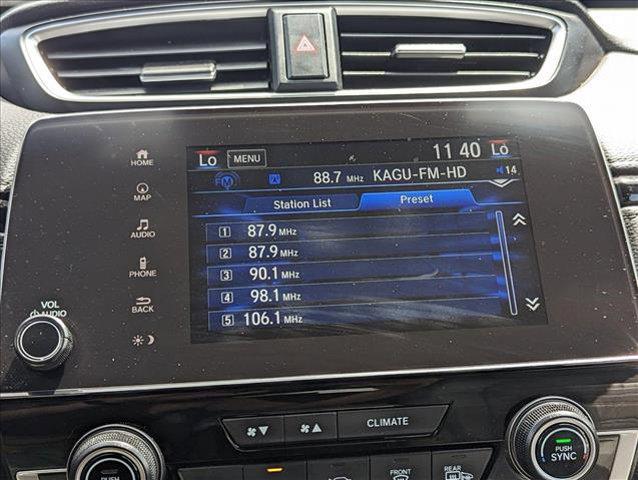 HOME
MAP
AUDIO
PHONE
BACK
VOL
AUDIO
Lo MENU 11 40 Lo
FM 88.7 MHz KAGU-FM-HD 14
Station List Preset
1 87.9 MHz
2 87.9 MHz
3 90.1 MHz
4 98.1 MHz
5 106.1 MHz
CLIMATE
PUSH
FRONT
REAR
PUSH
SYNC